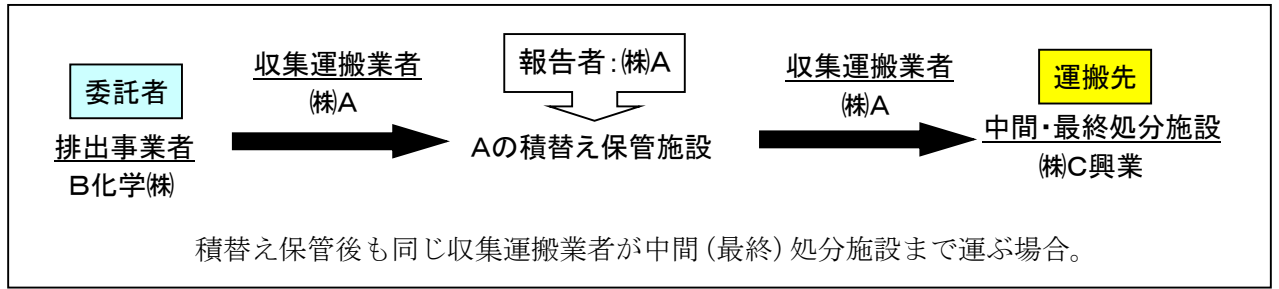 委託者
排出事業者
B化学㈱
収集運搬業者
㈱A
報告者:㈱A
Aの積替え保管施設
収集運搬業者
㈱A
運搬先
中間・最終処分施設
㈱C興業
積替え保管後も同じ収集運搬業者が中間(最終)処分施設まで運ぶ場合。